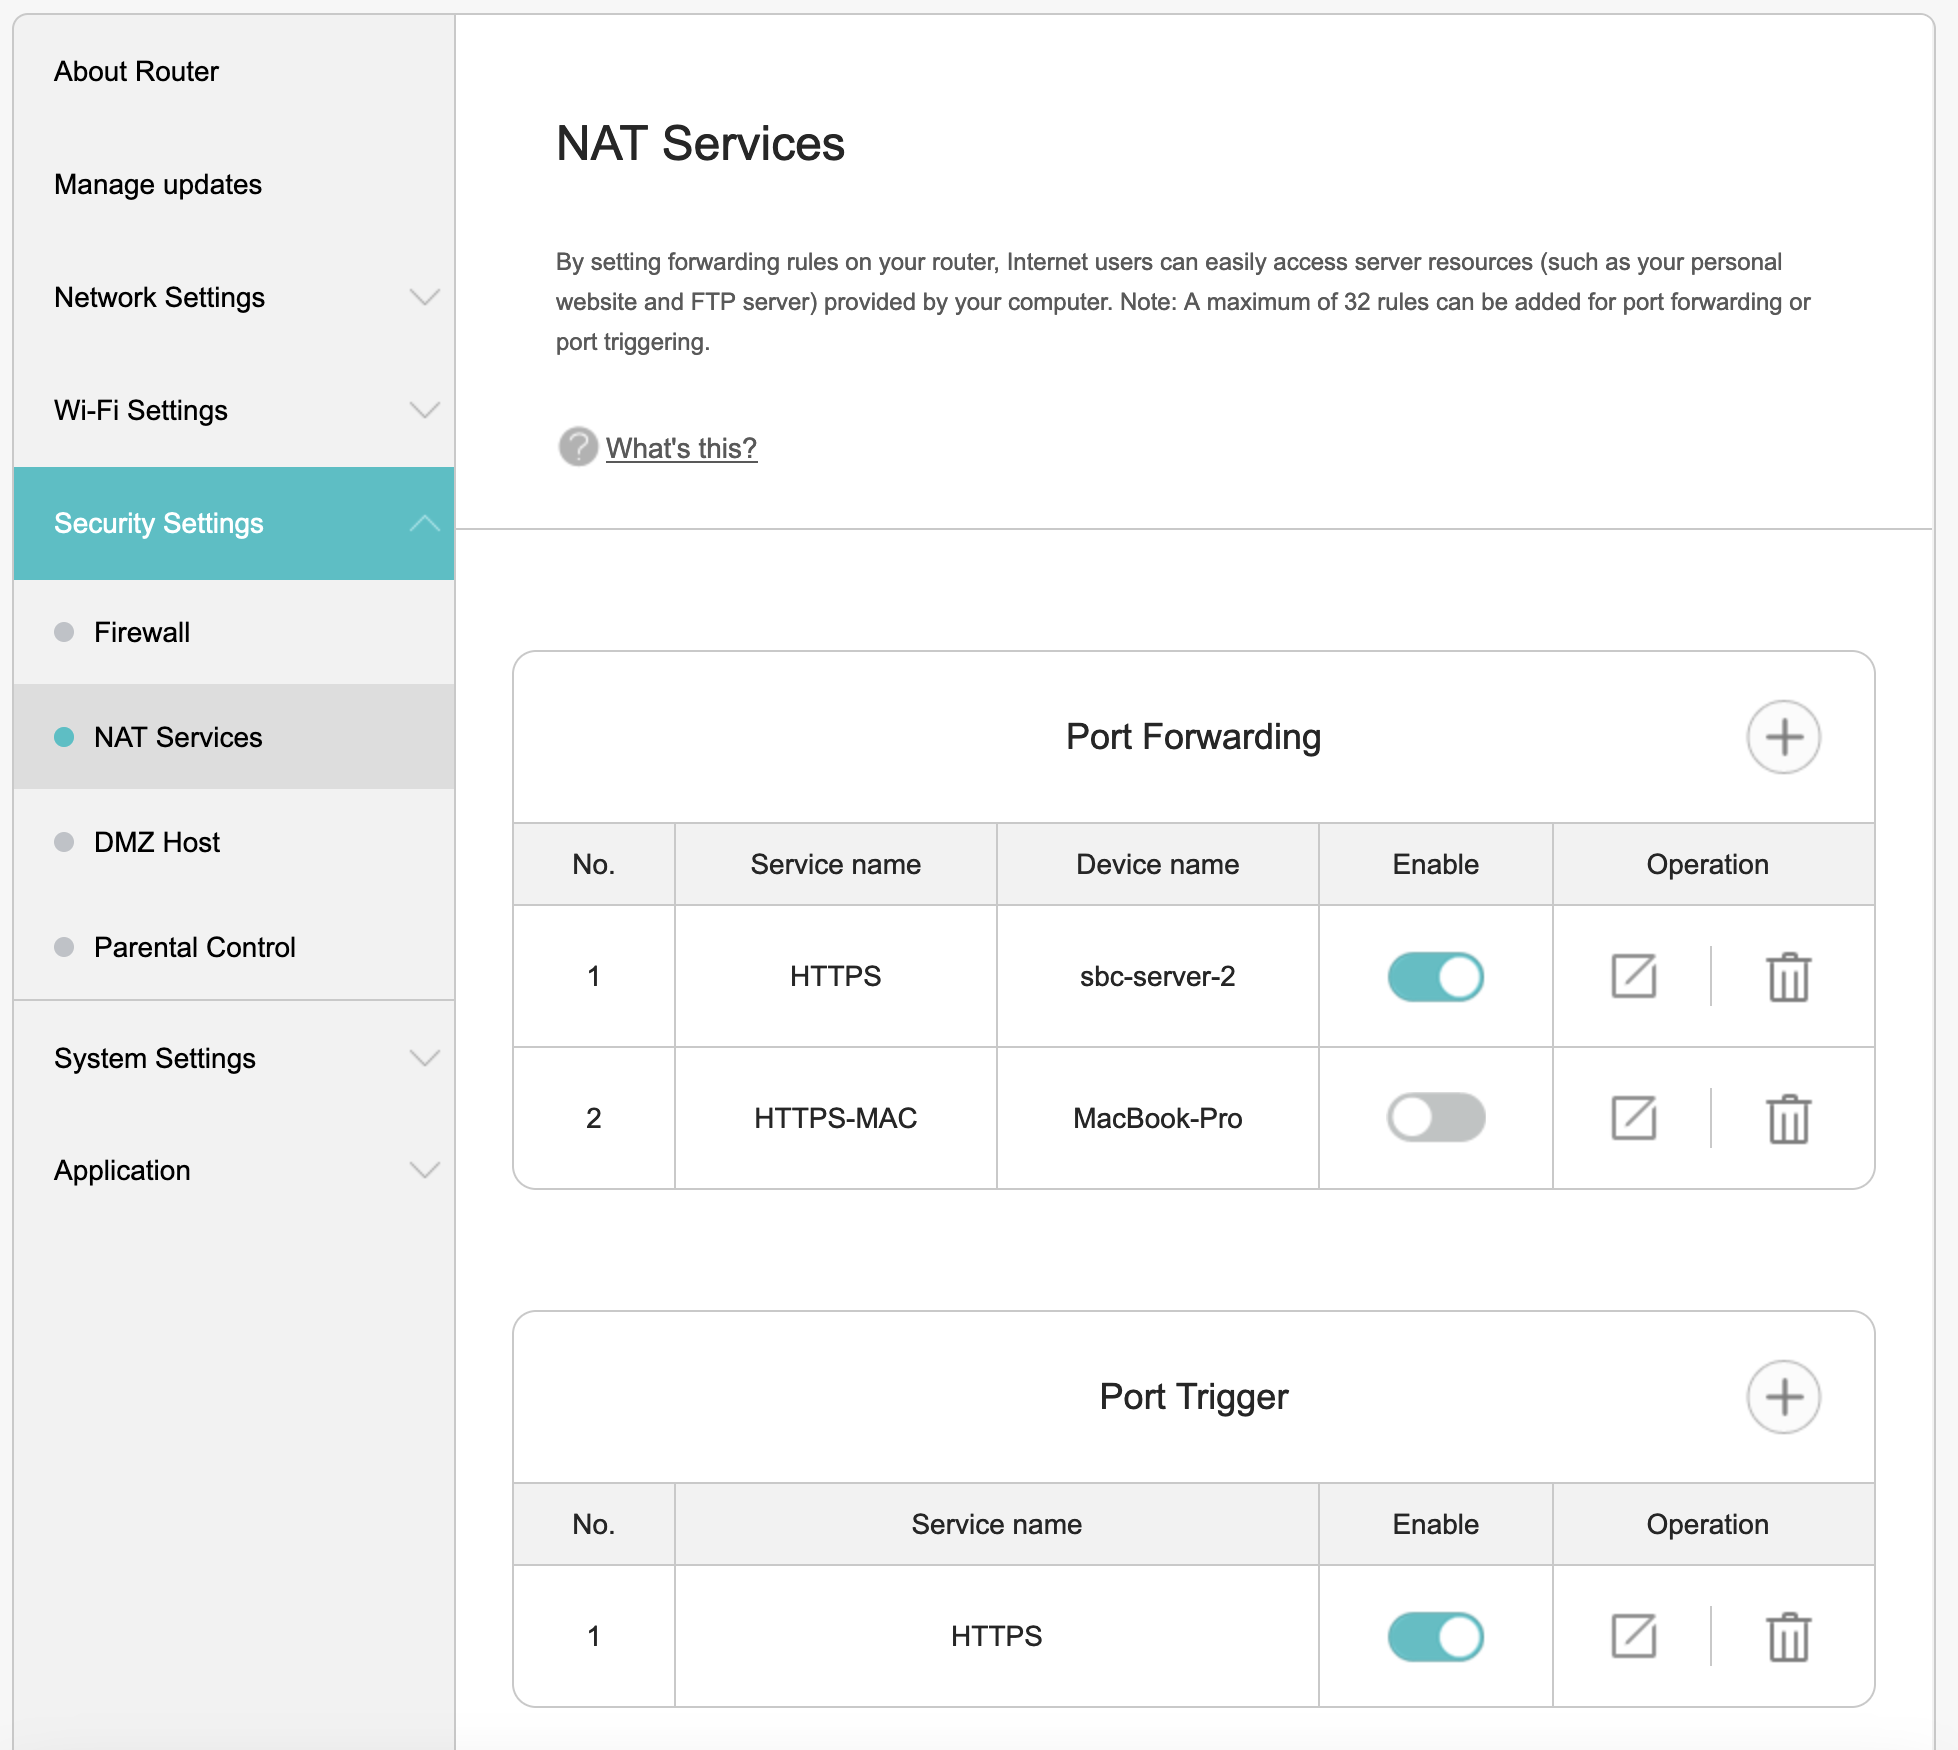 About Router
Manage updates
Network Settings
Wi-Fi Settings
Security Settings
Firewall
NAT Services
DMZ Host
Parental Control
System Settings
Application
NAT Services
By setting forwarding rules on your router, Internet users can easily access server resources (such as your personal
website and FTP server) provided by your computer. Note: A maximum of 32 rules can be added for port forwarding or
port triggering.
? What's this?
Port Forwarding
No. Service name Device name Enable Operation
1 HTTPS sbc-server-2
2 HTTPS-MAC MacBook-Pro
Port Trigger
No. Service name Enable Operation
1 HTTPS